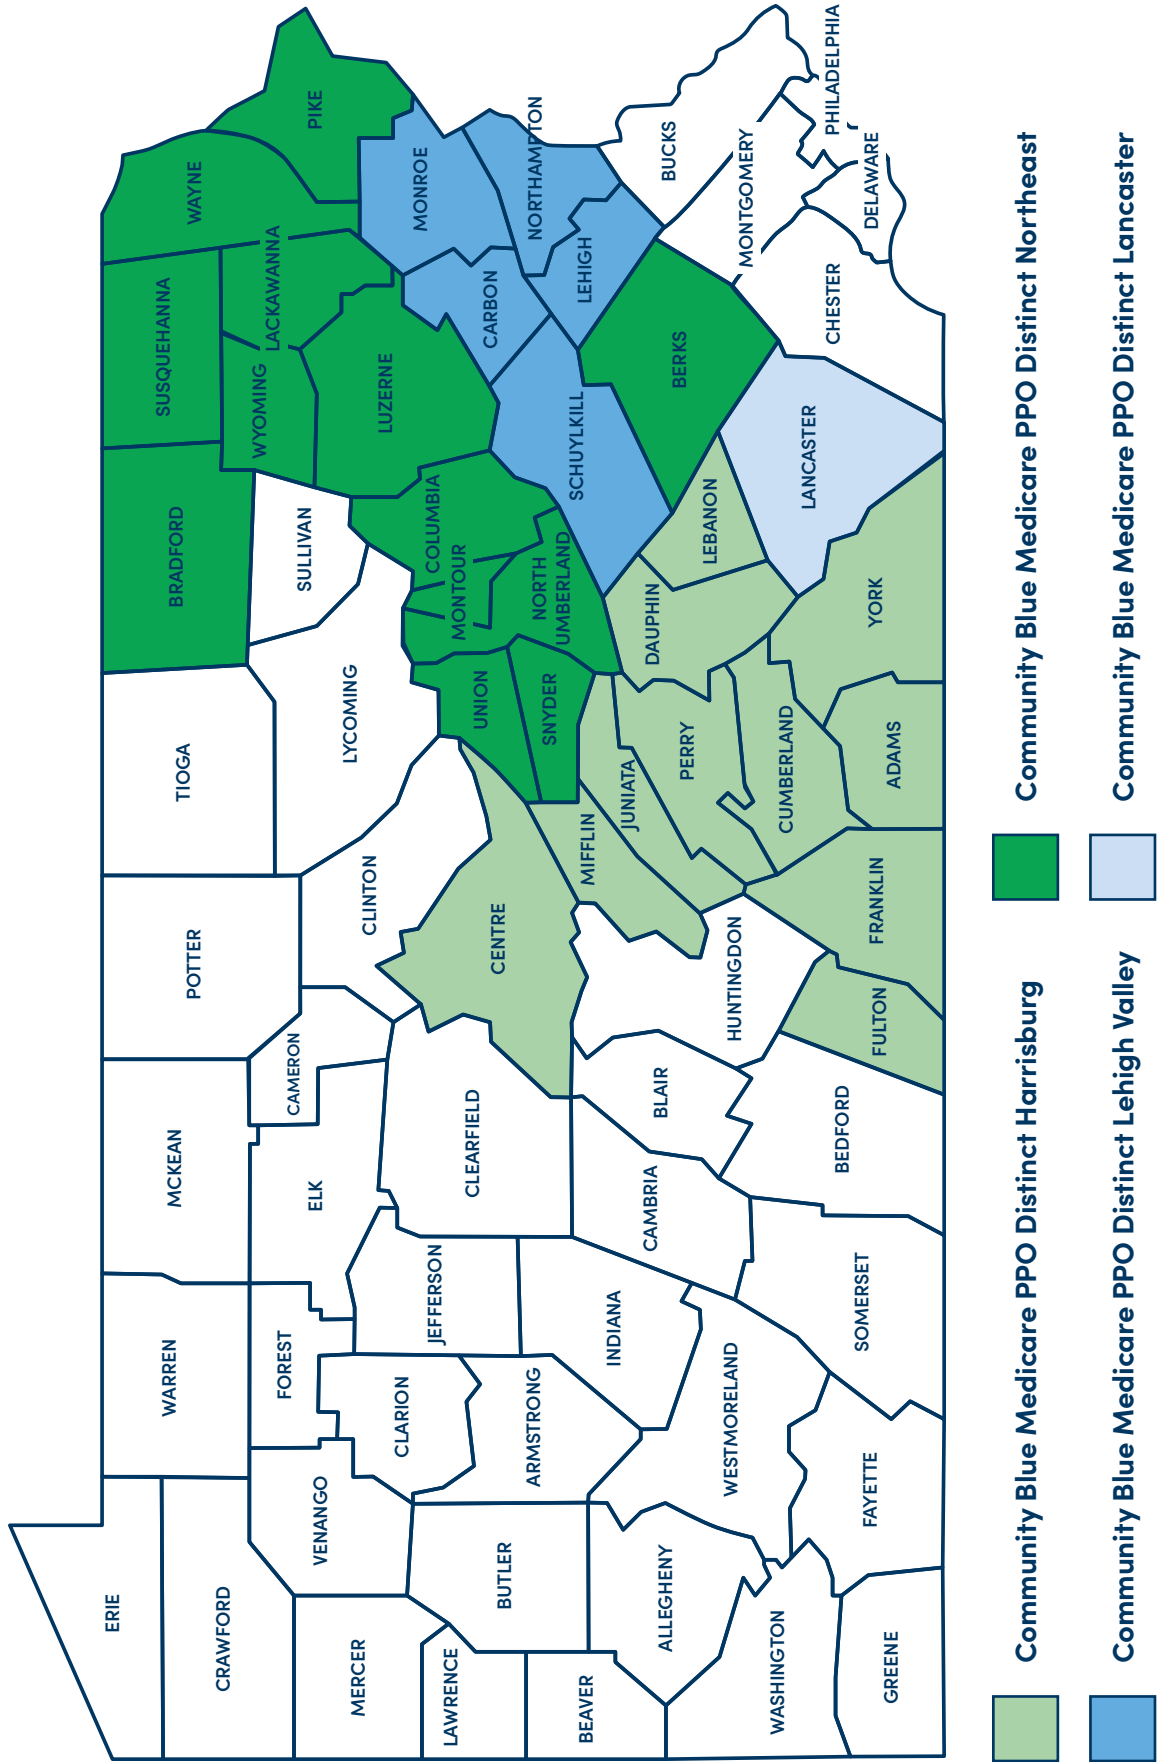 ERIE
CRAWFORD
WARREN
MCKEAN
POTTER
TIOGA
BRADFORD
SUSQUEHANNA
WAYNE
PIKE
MERCER
VENANGO
FOREST
ELK
CAMERON
CLINTON
LYCOMING
SULLIVAN
WYOMING
LACKAWANNA
LUZERNE
MONROE
LAWRENCE
BUTLER
CLARION
JEFFERSON
CLEARFIELD
CENTRE
UNION
MONTOUR
COLUMBIA
NORTH
UMBERLAND
SNYDER
CARBON
NORTHAMPTON
LEHIGH
SCHUYLKILL
BEAVER
ALLEGHENY
ARMSTRONG
INDIANA
CAMBRIA
BLAIR
HUNTINGDON
MIFFLIN
JUNIATA
PERRY
DAUPHIN
LEBANON
BERKS
BUCKS
MONTGOMERY
PHILADELPHIA
DELAWARE
CHESTER
LANCASTER
WASHINGTON
GREENE
FAYETTE
WESTMORELAND
SOMERSET
BEDFORD
FULTON
FRANKLIN
CUMBERLAND
ADAMS
YORK
Community Blue Medicare PPO Distinct Harrisburg
Community Blue Medicare PPO Distinct Northeast
Community Blue Medicare PPO Distinct Lehigh Valley
Community Blue Medicare PPO Distinct Lancaster